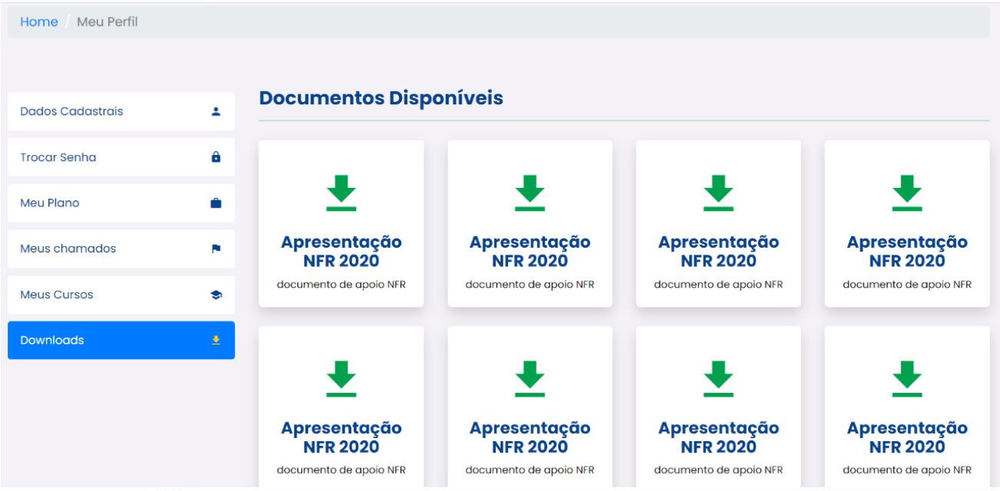 Home / Meu Perfil
Dados Cadastrais
Trocar Senha
Meu Plano
Meus chamados
Meus Cursos
Downloads
Documentos Disponíveis
Apresentação
NFR 2020
documento de apoio NFR
Apresentação
NFR 2020
documento de apoio NFR
Apresentação
NFR 2020
documento de apoio NFR
Apresentação
NFR 2020
documento de apoio NFR
Apresentação
NFR 2020
documento de apoio NFR
Apresentação
NFR 2020
documento de apoio NFR
Apresentação
NFR 2020
documento de apoio NFR
Apresentação
NFR 2020
documento de apoio NFR